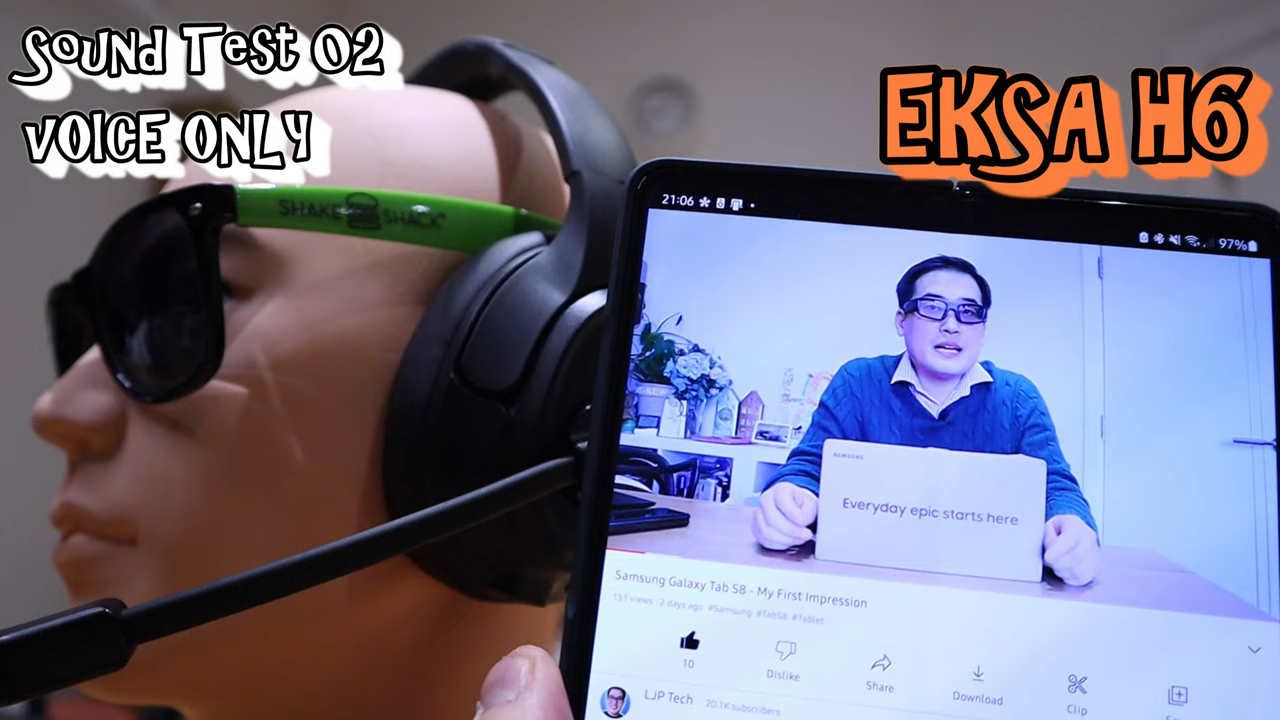 Sound Test 02
VOICE ONLY
EKSA H6
SHAKE SHACK
21:06
97%
SAMSUNG
Everyday epic starts here
Samsung Galaxy Tab S8 - My First Impression
151 views · 2 days ago #Samsung #TabS8 #Tablet
10
Dislike
Share
Download
Clip
LJP Tech 20.1K subscribers